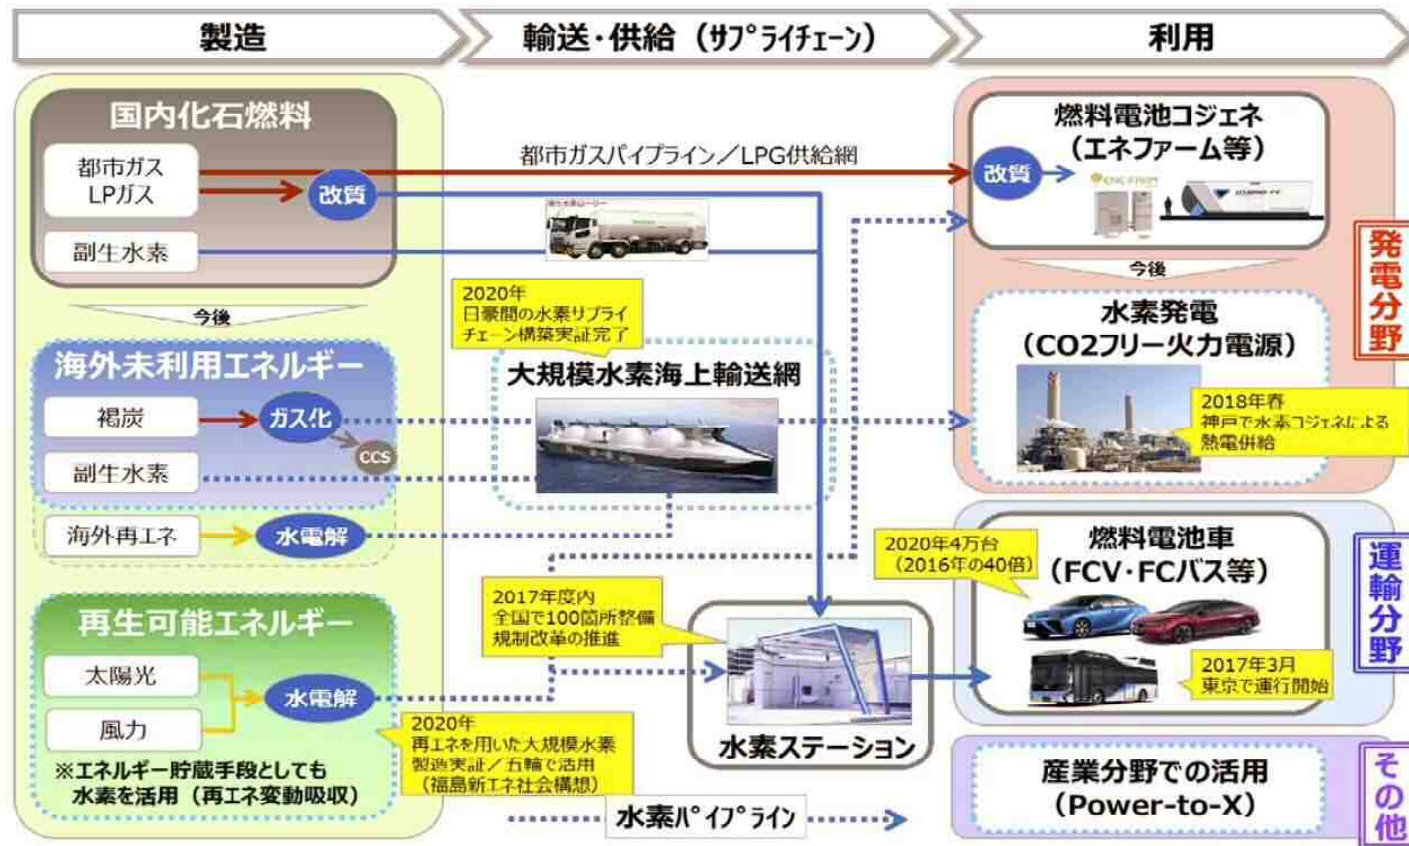 製造
輸送・供給（サプライチェーン）
利用
国内化石燃料
都市ガス
LPガス
改質
副生水素
今後
海外未利用エネルギー
褐炭
ガス化
CCS
副生水素
海外再エネ
水電解
再生可能エネルギー
太陽光
風力
水電解
※エネルギー貯蔵手段としても
水素を活用（再エネ変動吸収）
都市ガスパイプライン／LPG供給網
2020年
日豪間の水素サプライ
チェーン構築実証完了
大規模水素海上輸送網
2017年度内
全国で100箇所整備
規制改革の推進
水素ステーション
2020年
再エネを用いた大規模水素
製造実証／五輪で活用
（福島新エネ社会構想）
水素パイプライン
燃料電池コジェネ
（エネファーム等）
改質
今後
水素発電
（CO2フリー火力電源）
2018年春
神戸で水素コジェネによる
熱電併給
発電分野
2020年4万台
（2016年の40倍）
燃料電池車
（FCV・FCバス等）
2017年3月
東京で運行開始
運輸分野
産業分野での活用
（Power-to-X）
その他